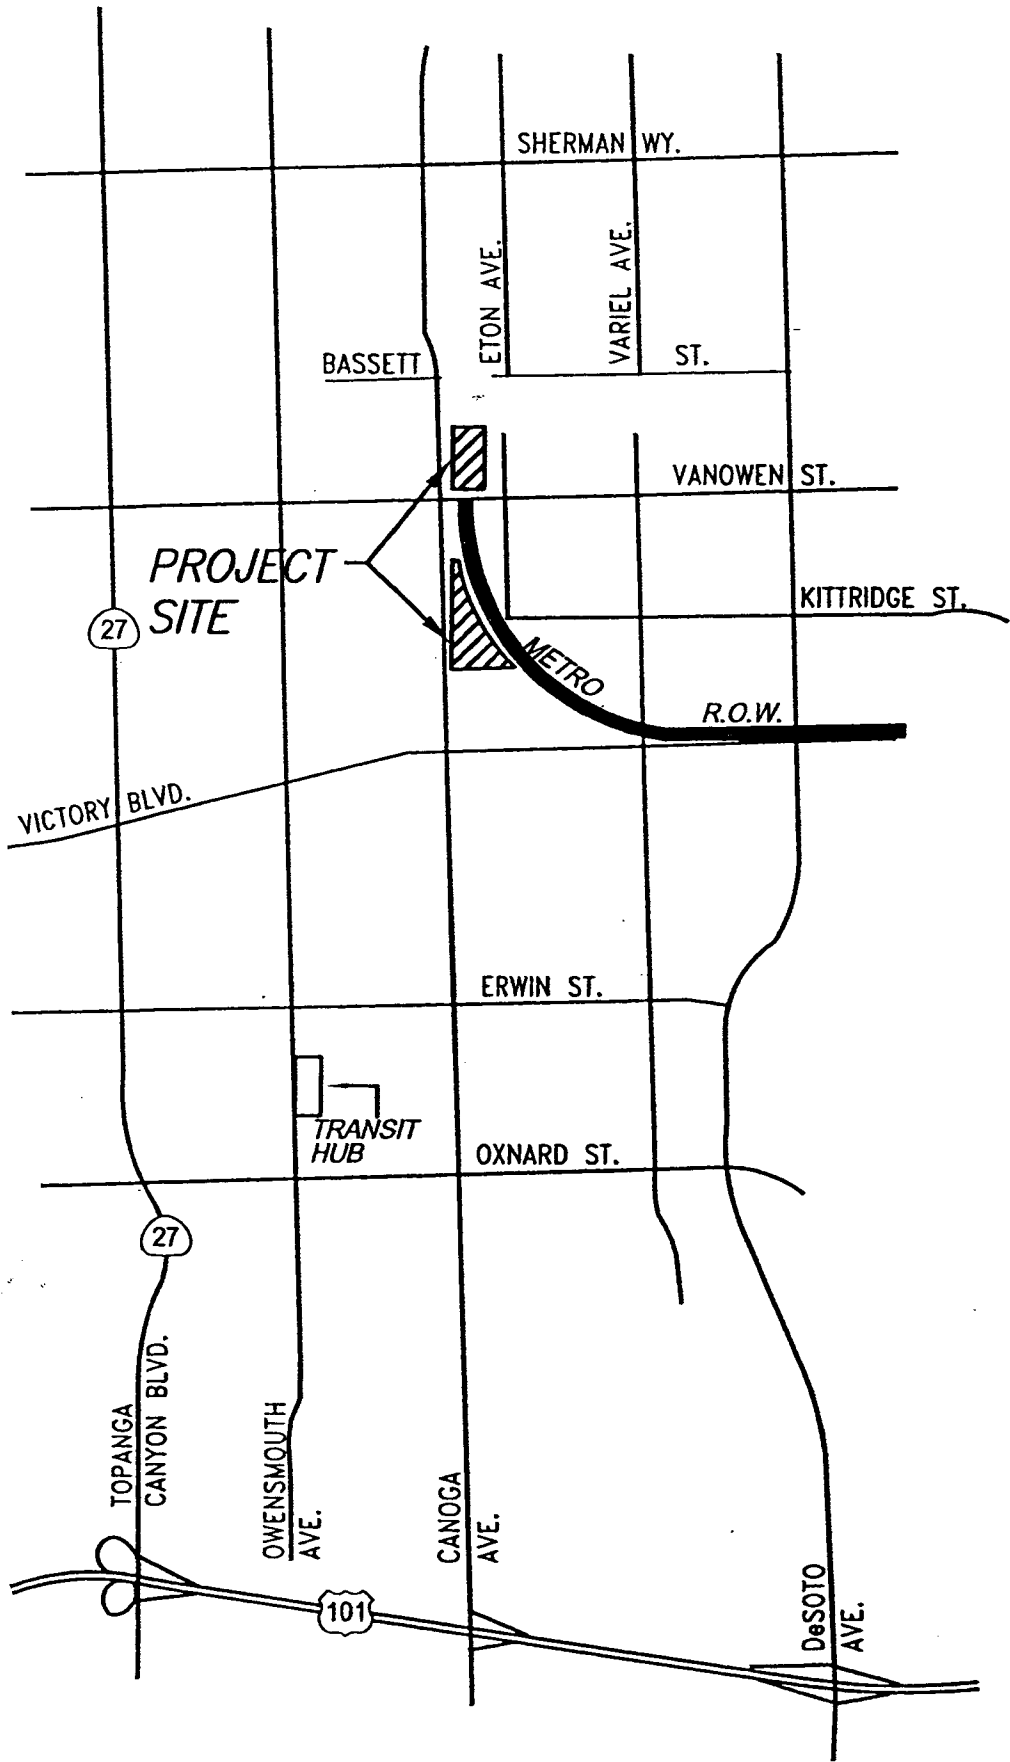 SHERMAN WY.
ETON AVE.
VARIEL AVE.
BASSETT
ST.
VANOWEN ST.
PROJECT
SITE
KITTRIDGE ST.
27
METRO
R.O.W.
VICTORY BLVD.
ERWIN ST.
TRANSIT
HUB
OXNARD ST.
27
TOPANGA
CANYON BLVD.
OWENSMOUTH
AVE.
CANOGA
AVE.
DeSOTO
AVE.
101